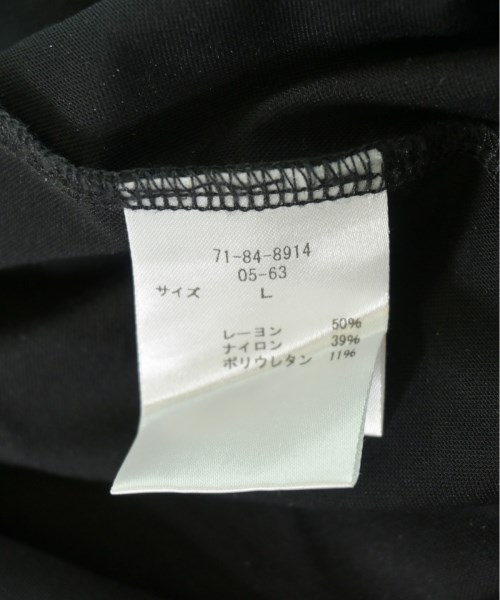 71-84-8914
05-63
サイズ L
レーヨン 50%
ナイロン 39%
ポリウレタン 11%